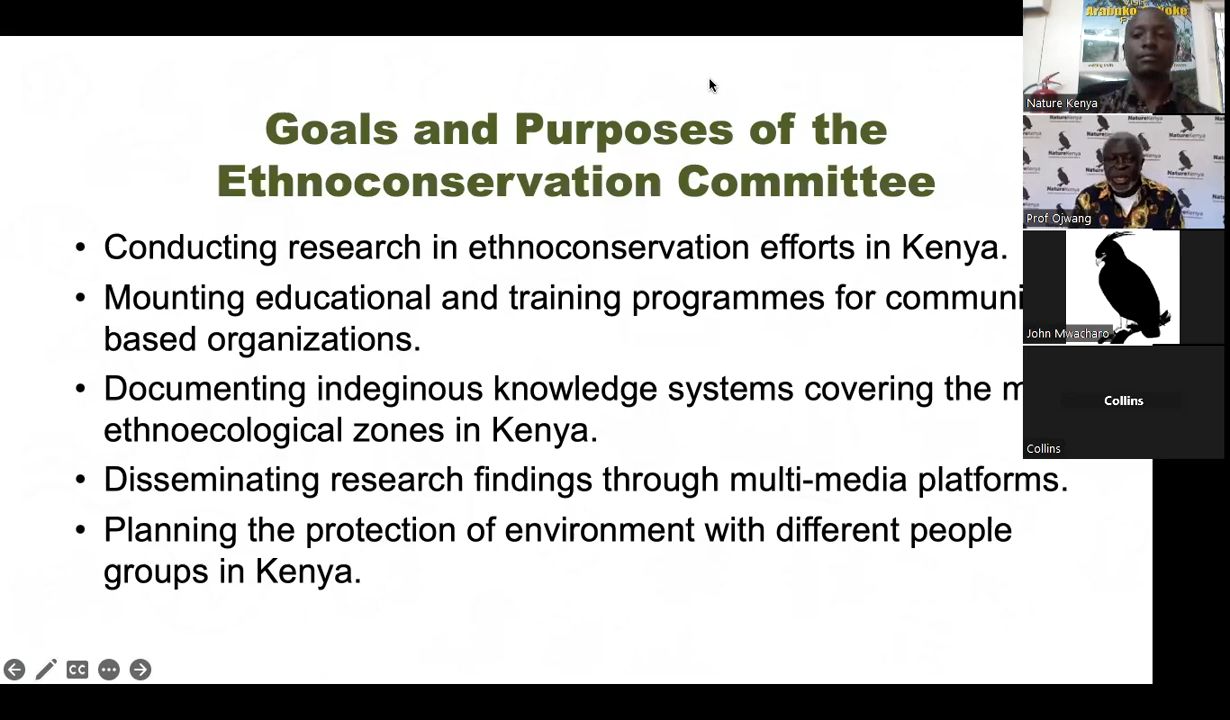 Goals and Purposes of the
Ethnoconservation Committee
• Conducting research in ethnoconservation efforts in Kenya.
• Mounting educational and training programmes for
based organizations.
• Documenting indeginous knowledge systems covering the
ethnoecological zones in Kenya.
• Disseminating research findings through multi-media platforms.
• Planning the protection of environment with different people
groups in Kenya.
CC
Arabuko
Nature Kenya
NatureKenya
Prof Ojwang
John Mwacharo
Collins
Collins